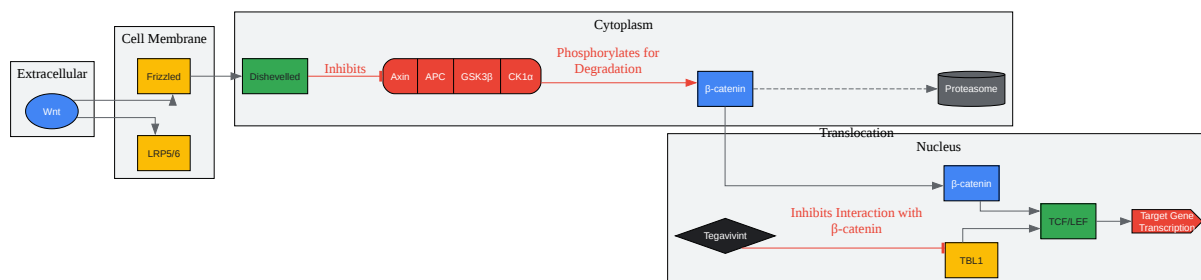 Extracellular
Wnt
Cell Membrane
Frizzled
LRP5/6
Cytoplasm
Dishevelled
Inhibits
Axin
APC
GSK3β
CK1α
Phosphorylates for
Degradation
β-catenin
Proteasome
Translocation
Nucleus
β-catenin
Tegavivint
Inhibits Interaction with
β-catenin
TBL1
TCF/LEF
Target Gene
Transcription